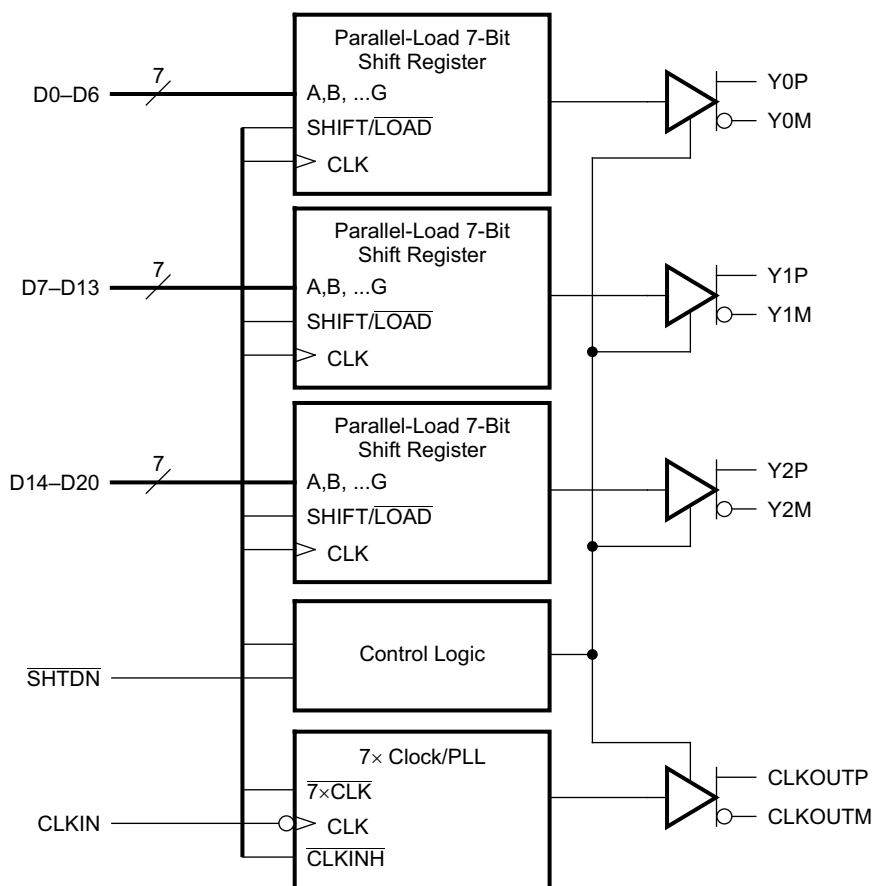 Parallel-Load 7-Bit
Shift Register
D0–D6
7
A,B, ...G
SHIFT/LOAD
CLK
Y0P
Y0M
Parallel-Load 7-Bit
Shift Register
D7–D13
7
A,B, ...G
SHIFT/LOAD
CLK
Y1P
Y1M
Parallel-Load 7-Bit
Shift Register
D14–D20
7
A,B, ...G
SHIFT/LOAD
CLK
Y2P
Y2M
Control Logic
SHTDN
7× Clock/PLL
7×CLK
CLKIN
CLK
CLKINH
CLKOUTP
CLKOUTM